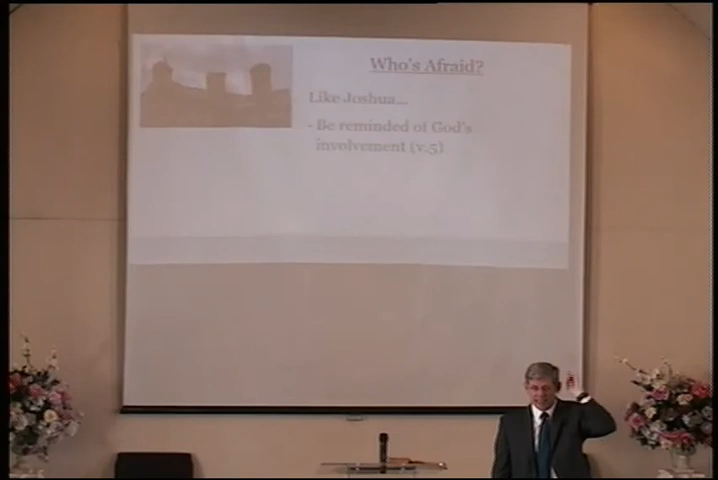 Who's Afraid?
Like Joshua...
- Be reminded of God's
involvement (v.5)